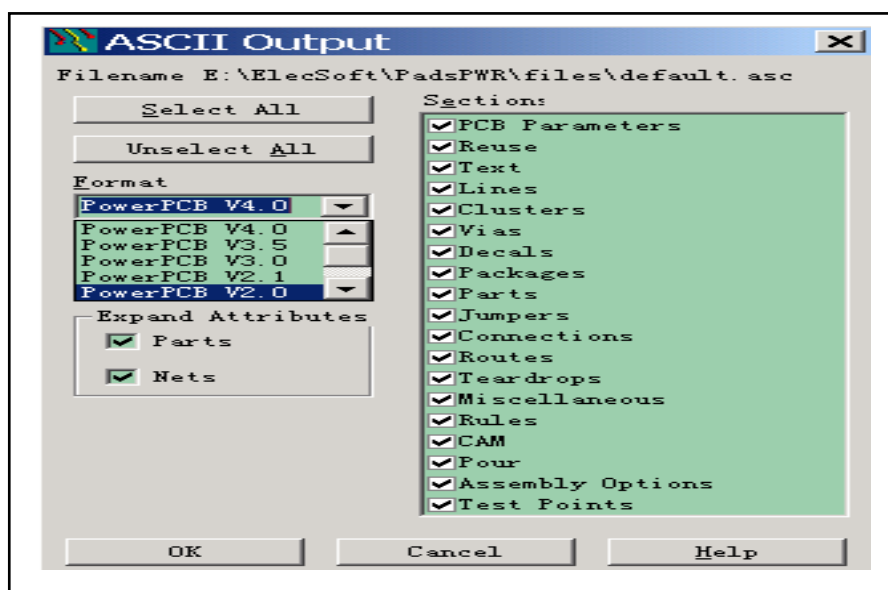 ASCII Output
Filename E:\ElecSoft\PadsPWR\files\default.asc
Select All
Unselect All
Format
PowerPCB V4.0
PowerPCB V4.0
PowerPCB V3.5
PowerPCB V3.0
PowerPCB V2.1
PowerPCB V2.0
Expand Attributes
Parts
Nets
Section:
PCB Parameters
Reuse
Text
Lines
Clusters
Vias
Decals
Packages
Parts
Jumpers
Connections
Routes
Teardrops
Miscellaneous
Rules
CAM
Pour
Assembly Options
Test Points
OK
Cancel
Help